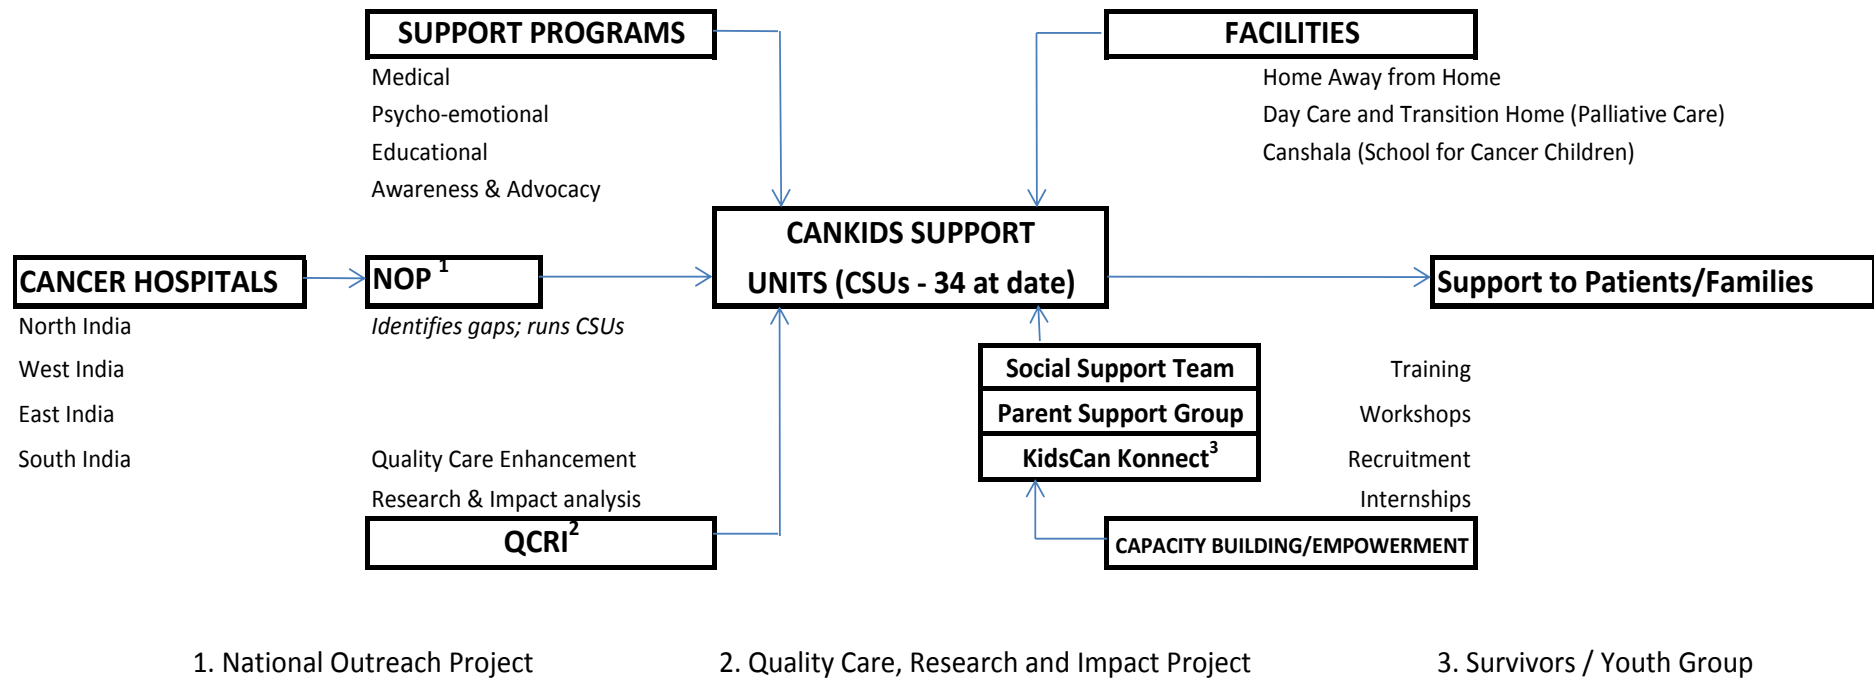 SUPPORT PROGRAMS
Medical
Psycho-emotional
Educational
Awareness & Advocacy
FACILITIES
Home Away from Home
Day Care and Transition Home (Palliative Care)
Canshala (School for Cancer Children)
CANCER HOSPITALS
North India
West India
East India
South India
NOP 1
Identifies gaps; runs CSUs
CANKIDS SUPPORT
UNITS (CSUs - 34 at date)
Support to Patients/Families
Quality Care Enhancement
Research & Impact analysis
QCRI2
Social Support Team
Parent Support Group
KidsCan Konnect3
Training
Workshops
Recruitment
Internships
CAPACITY BUILDING/EMPOWERMENT
1. National Outreach Project
2. Quality Care, Research and Impact Project
3. Survivors / Youth Group